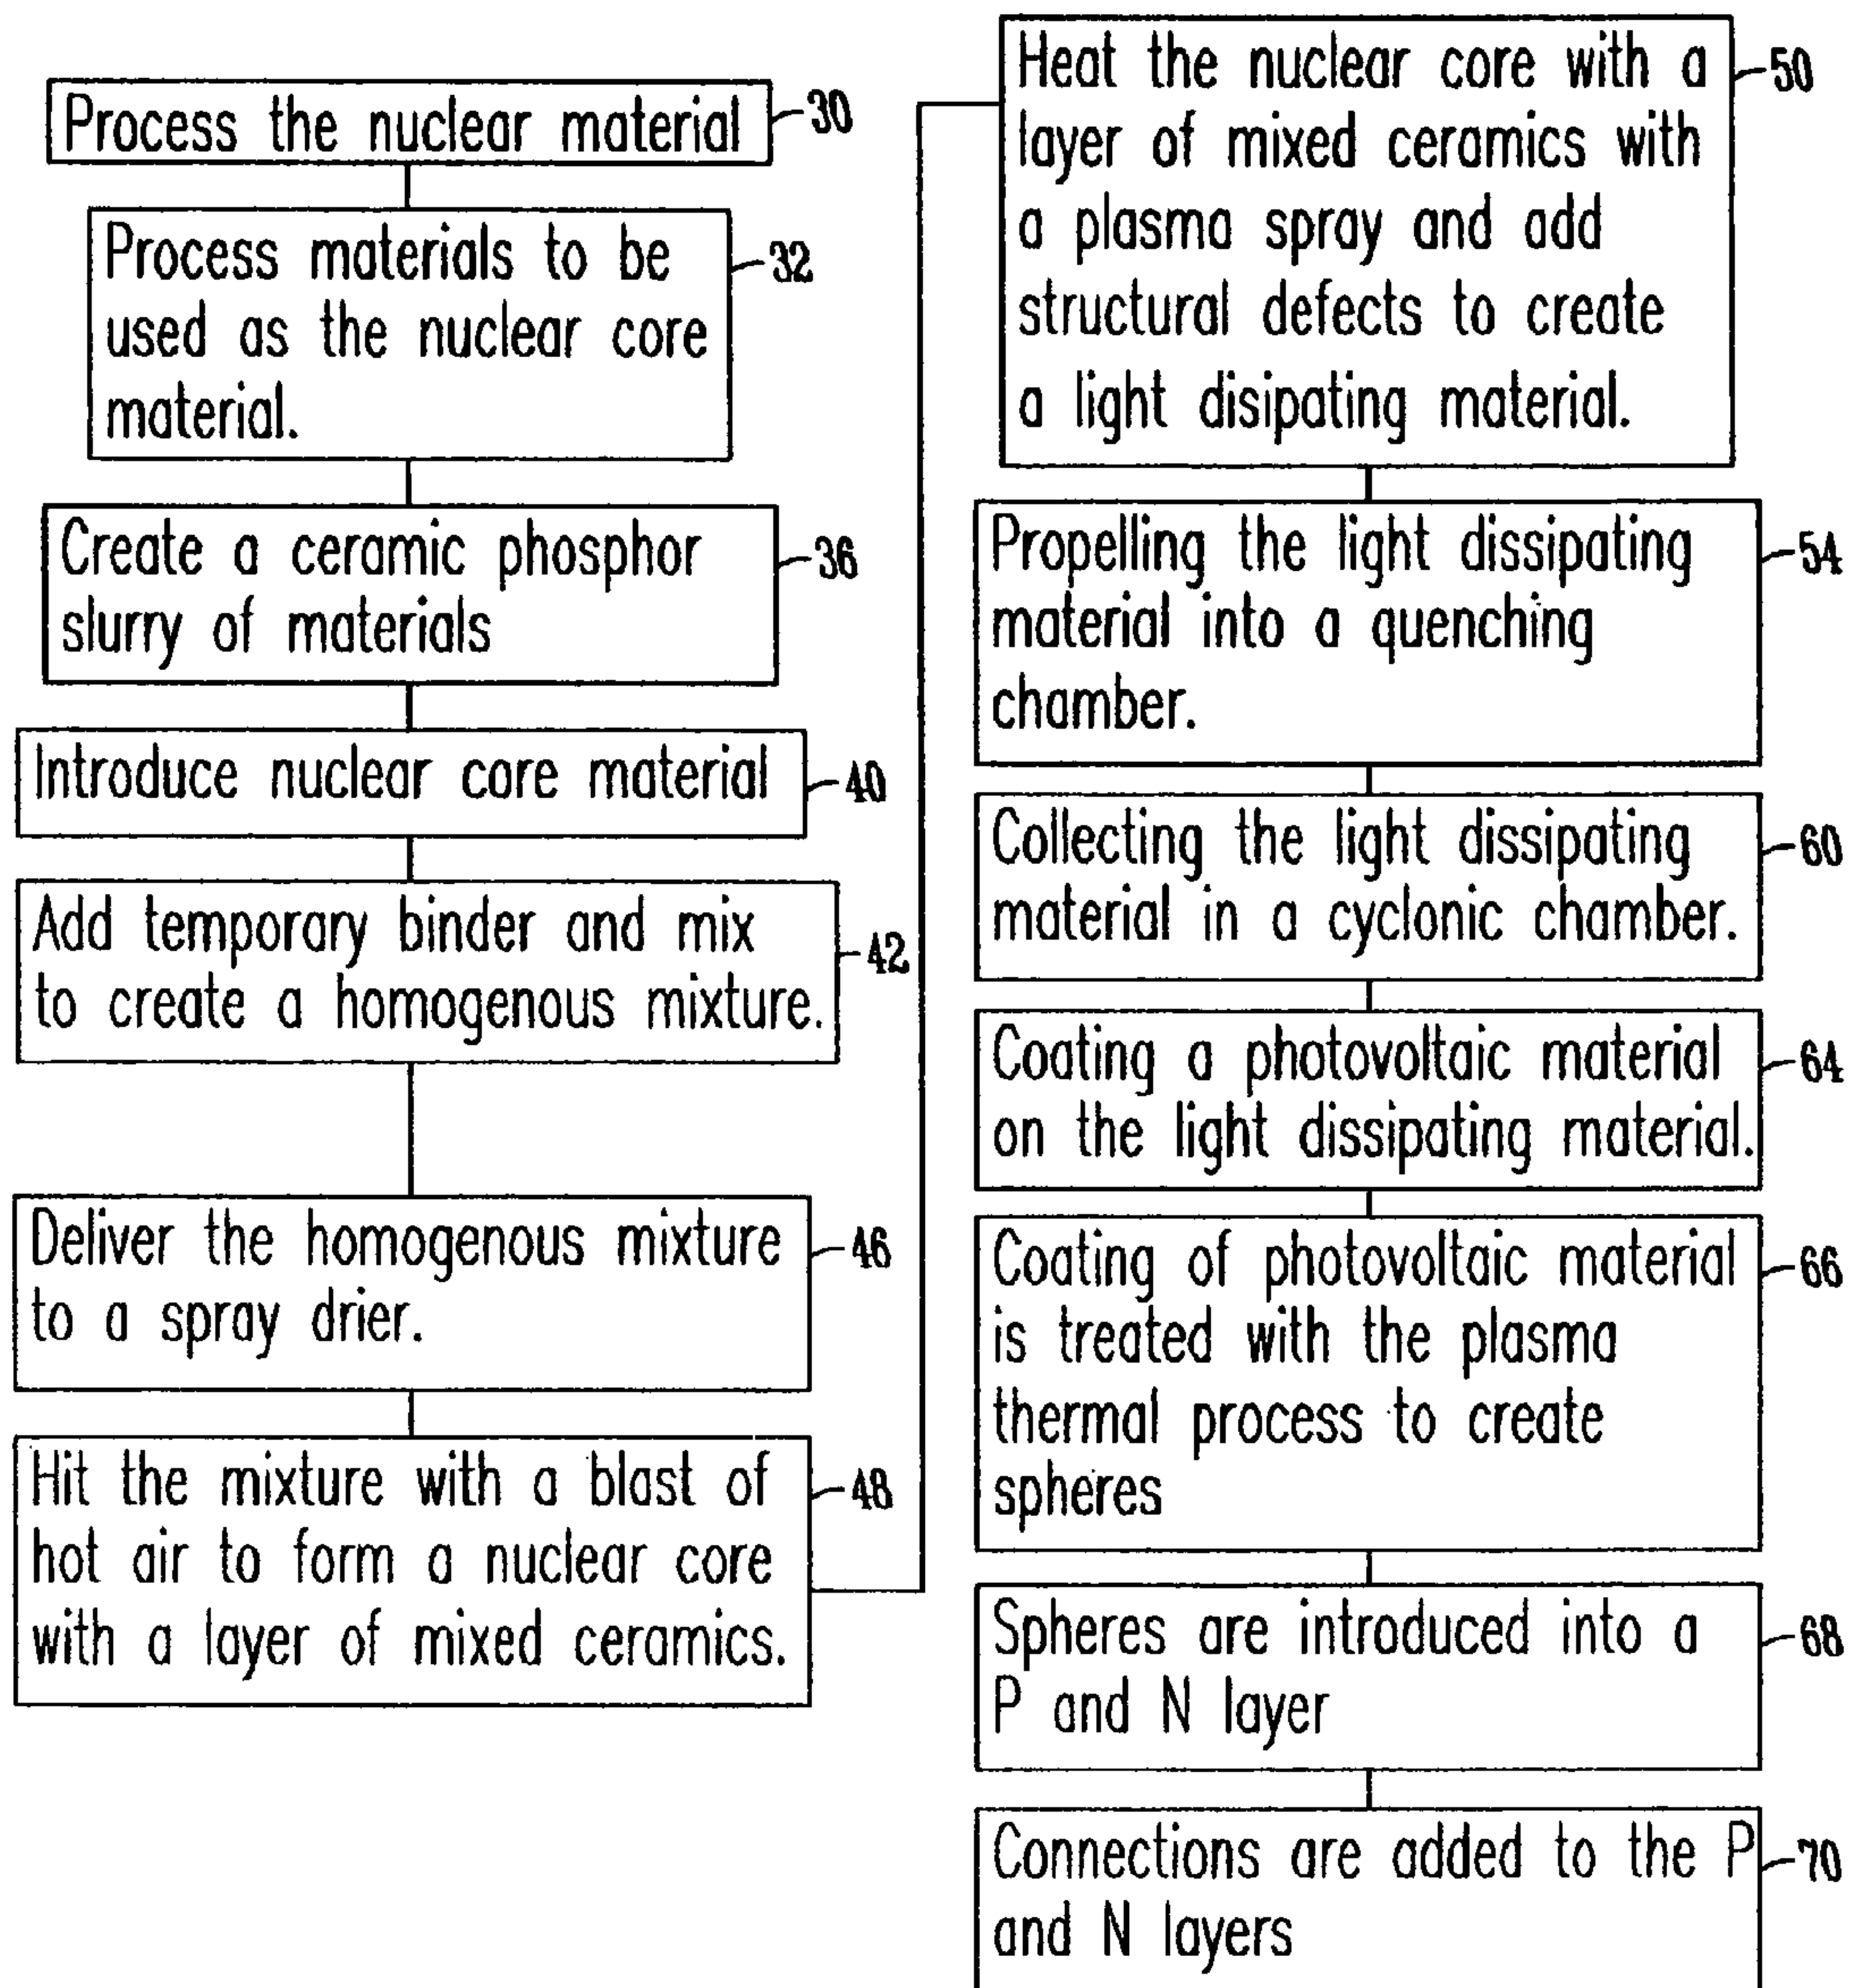 Process the nuclear material
30
Process materials to be
used as the nuclear core
material.
32
Create a ceramic phosphor
slurry of materials
36
Introduce nuclear core material
40
Add temporary binder and mix
to create a homogenous mixture.
42
Deliver the homogenous mixture
to a spray drier.
46
Hit the mixture with a blast of
hot air to form a nuclear core
with a layer of mixed ceramics.
48
Heat the nuclear core with a
layer of mixed ceramics with
a plasma spray and add
structural defects to create
a light disipating material.
50
Propelling the light dissipating
material into a quenching
chamber.
54
Collecting the light dissipating
material in a cyclonic chamber.
60
Coating a photovoltaic material
on the light dissipating material.
64
Coating of photovoltaic material
is treated with the plasma
thermal process to create
spheres
66
Spheres are introduced into a
P and N layer
68
Connections are added to the P
and N layers
70